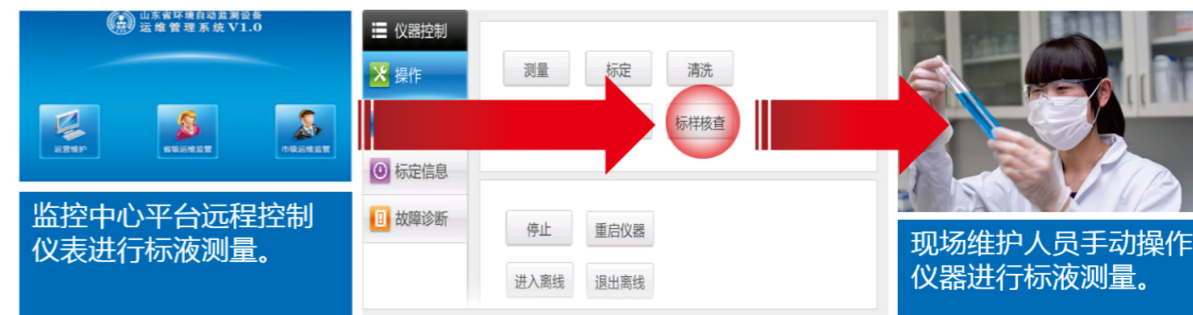 山东省环境自动监测设备
运维管理系统 V1.0
运营维护
省级运维监管
市级运维监管
监控中心平台远程控制
仪表进行标液测量。
仪器控制
操作
标定信息
故障诊断
测量
标定
清洗
标样核查
停止
重启仪器
进入离线
退出离线
现场维护人员手动操作
仪器进行标液测量。